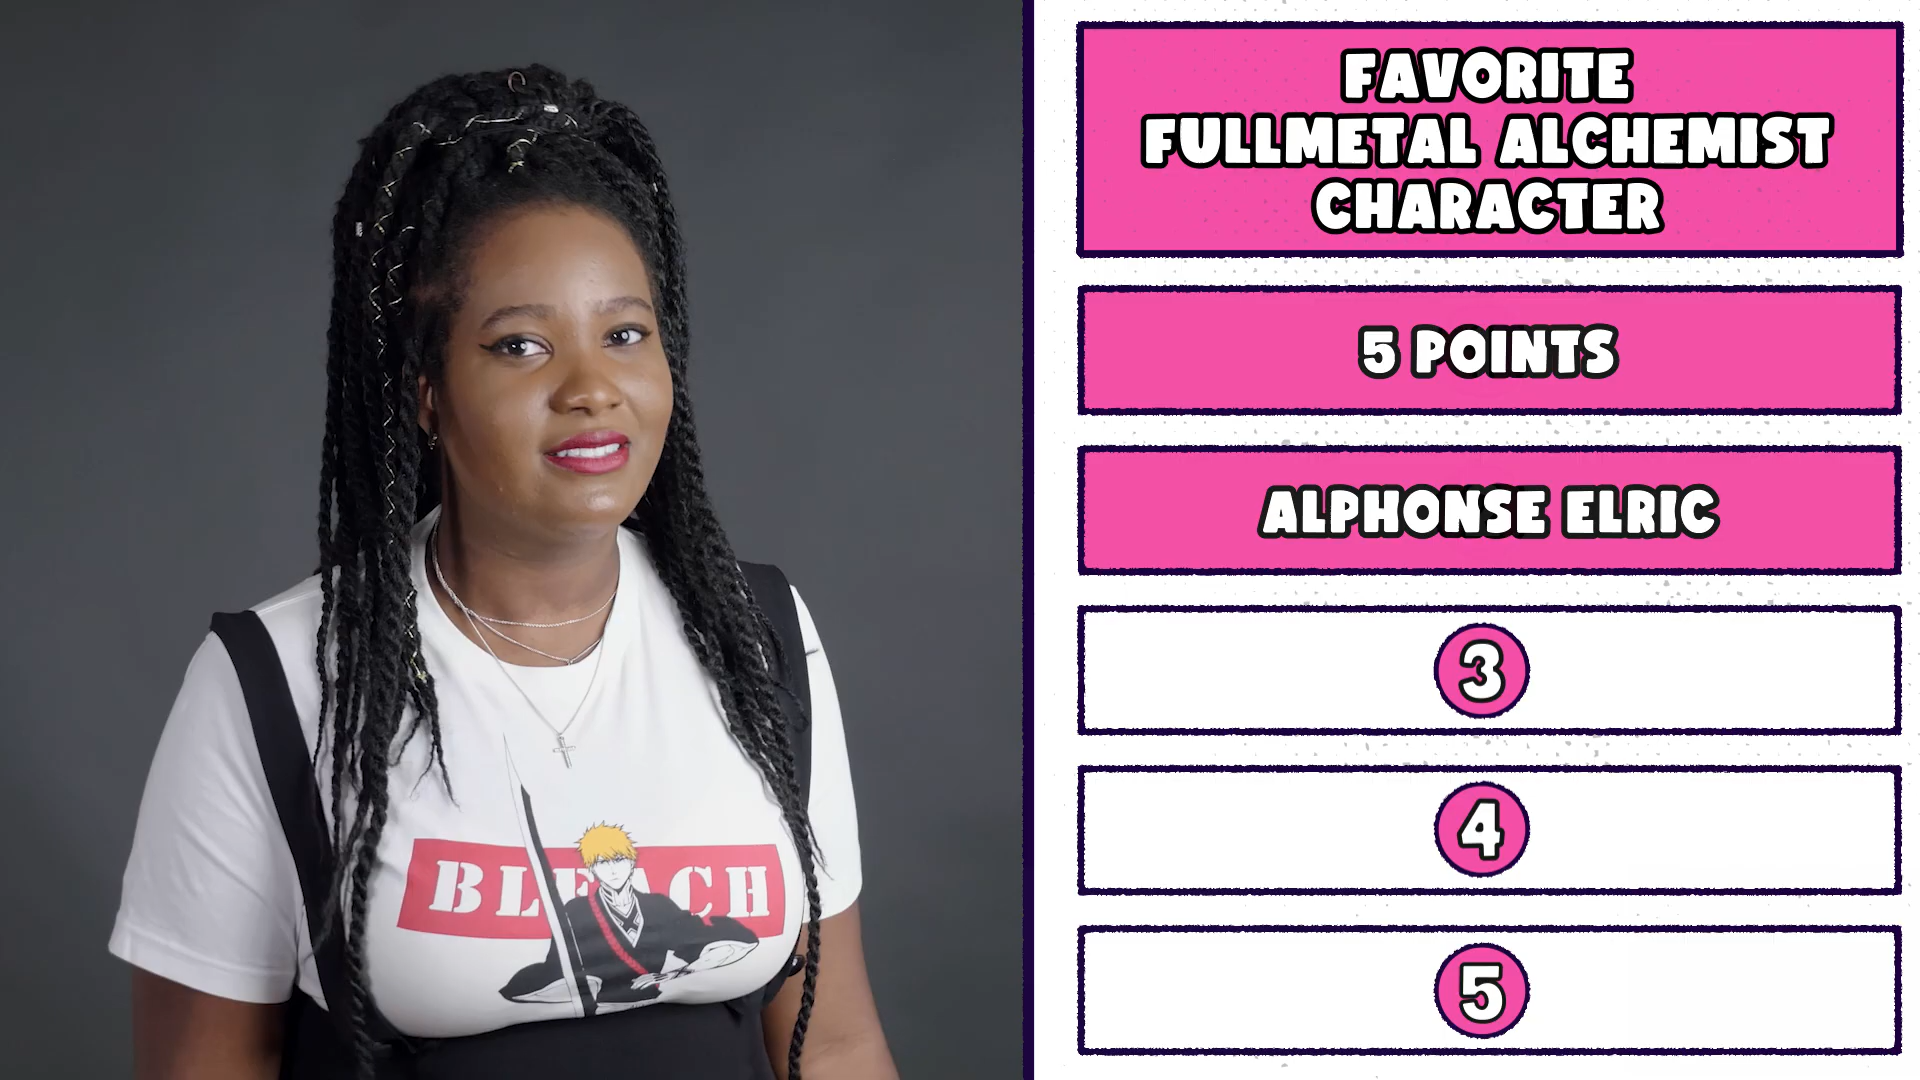 FAVORITE
FULLMETAL ALCHEMIST
CHARACTER
5 POINTS
ALPHONSE ELRIC
3
4
5
BLEACH